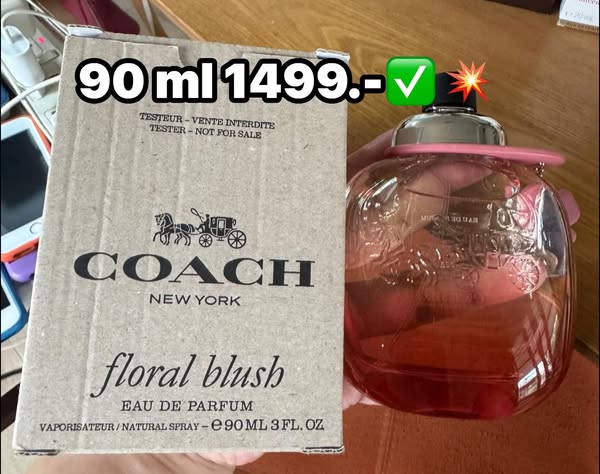 90 ml 1499.-✅💥
TESTEUR – VENTE INTERDITE
TESTER – NOT FOR SALE
COACH
NEW YORK
floral blush
EAU DE PARFUM
VAPORISATEUR / NATURAL SPRAY – ℮ 90 ML 3 FL. OZ